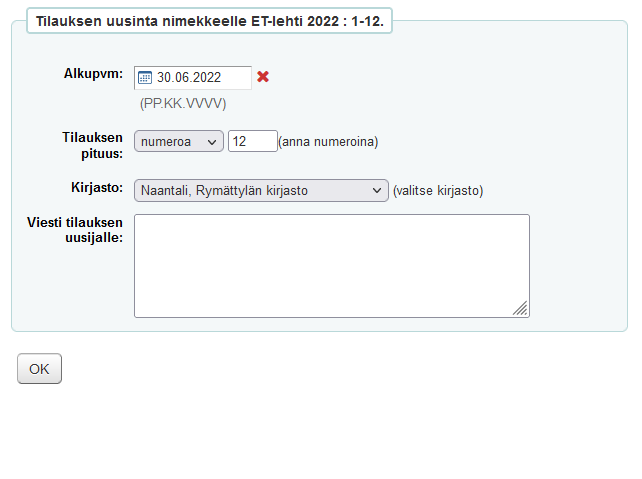 Tilauksen uusinta nimekkeelle ET-lehti 2022 : 1-12.
Alkupvm: 30.06.2022
(PP.KK.VVVV)
Tilauksen pituus: numeroa 12 (anna numeroina)
Kirjasto: Naantali, Rymättylän kirjasto (valitse kirjasto)
Viesti tilauksen
uusijalle:
OK